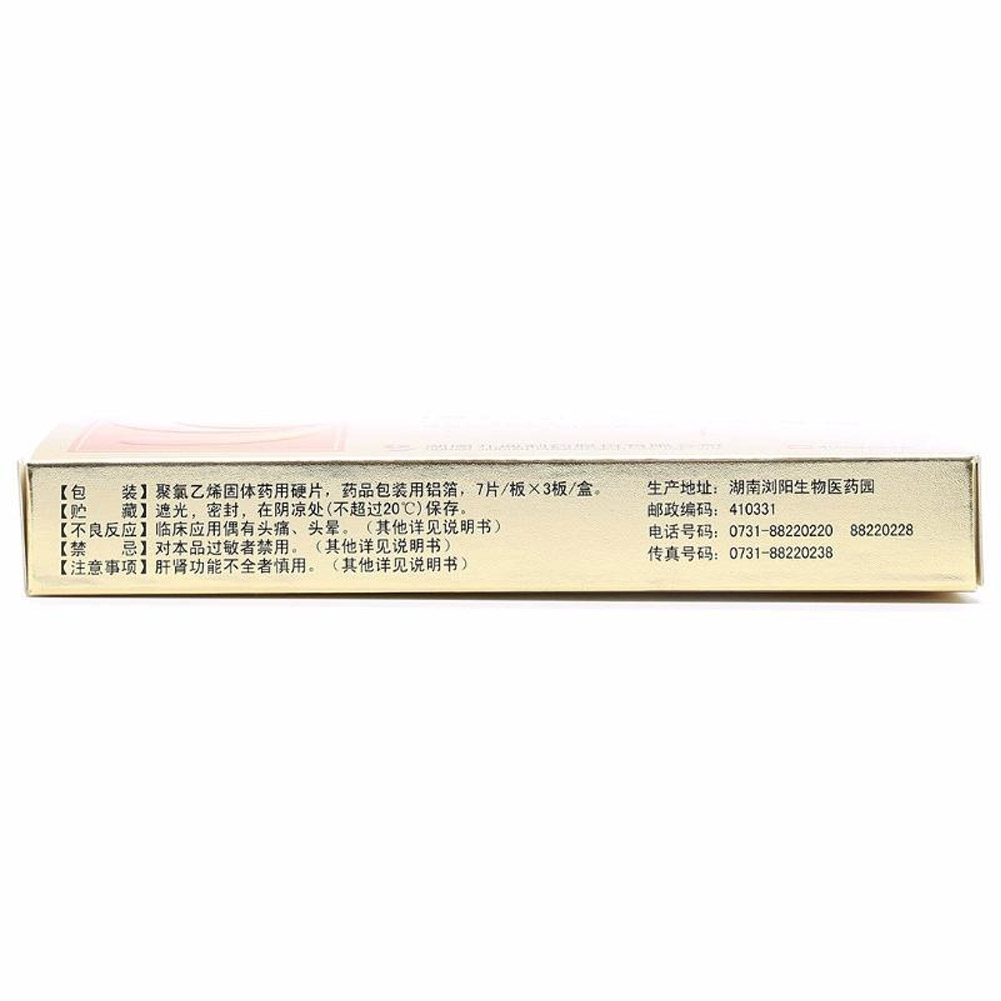 【包　　装】聚氯乙烯固体药用硬片，药品包装用铝箔，7片/板×3板/盒。
【贮　　藏】遮光，密封，在阴凉处(不超过20℃)保存。
【不良反应】临床应用偶有头痛、头晕。（其他详见说明书）
【禁　　忌】对本品过敏者禁用。（其他详见说明书）
【注意事项】肝肾功能不全者慎用。（其他详见说明书）
生产地址：湖南浏阳生物医药园
邮政编码：410331
电话号码：0731-88220220　88220228
传真号码：0731-88220238